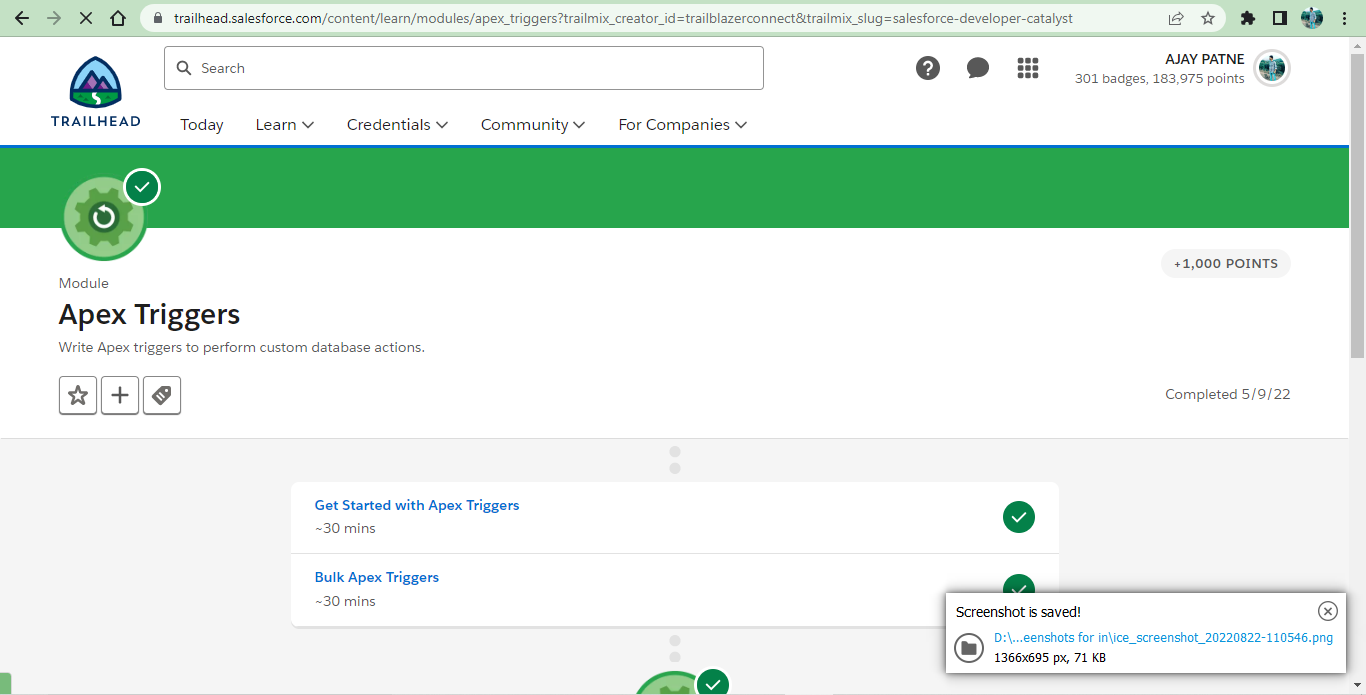 trailhead.salesforce.com/content/learn/modules/apex_triggers?trailmix_creator_id=trailblazerconnect&trailmix_slug=salesforce-developer-catalyst
TRAILHEAD
Search
?
AJAY PATNE
301 badges, 183,975 points
Today Learn Credentials Community For Companies
+1,000 POINTS
Module
Apex Triggers
Write Apex triggers to perform custom database actions.
Completed 5/9/22
Get Started with Apex Triggers
~30 mins
Bulk Apex Triggers
~30 mins
Screenshot is saved!
D:\...eenshots for in\ice_screenshot_20220822-110546.png
1366x695 px, 71 KB